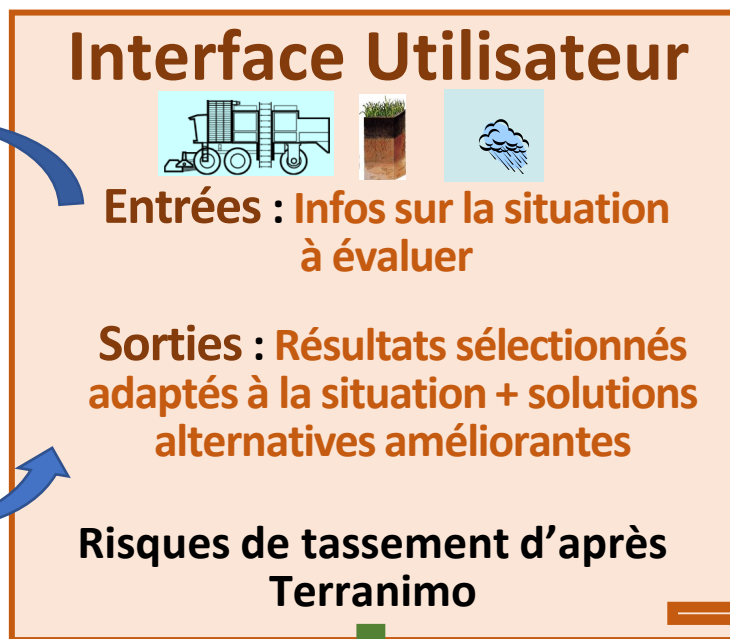 Interface Utilisateur
Entrées : Infos sur la situation
à évaluer
Sorties : Résultats sélectionnés
adaptés à la situation + solutions
alternatives améliorantes
Risques de tassement d’après
Terranimo